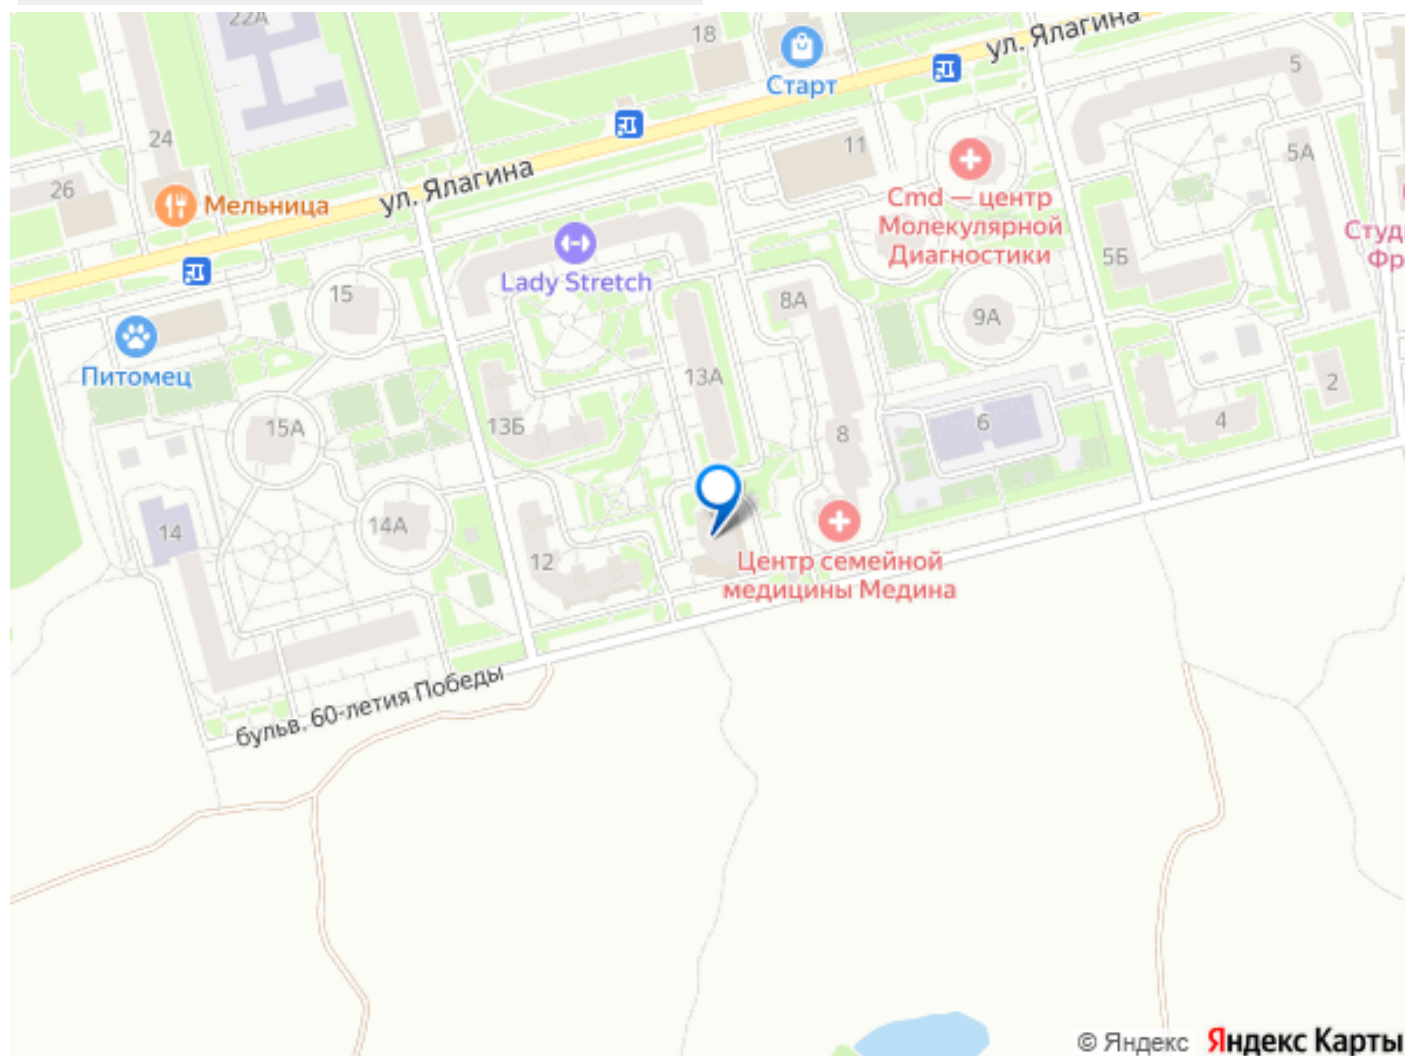 22А
18
ул. Ялагина
Старт
5
24
11
5А
26
Мельница
ул. Ялагина
Cmd — центр
Молекулярной
Диагностики
Студ
Фр
5Б
Lady Stretch
15
8А
9А
Питомец
13А
2
15А
13Б
8
6
4
14
14А
12
Центр семейной
медицины Медина
бульв. 60-летия Победы
© Яндекс Яндекс Карты